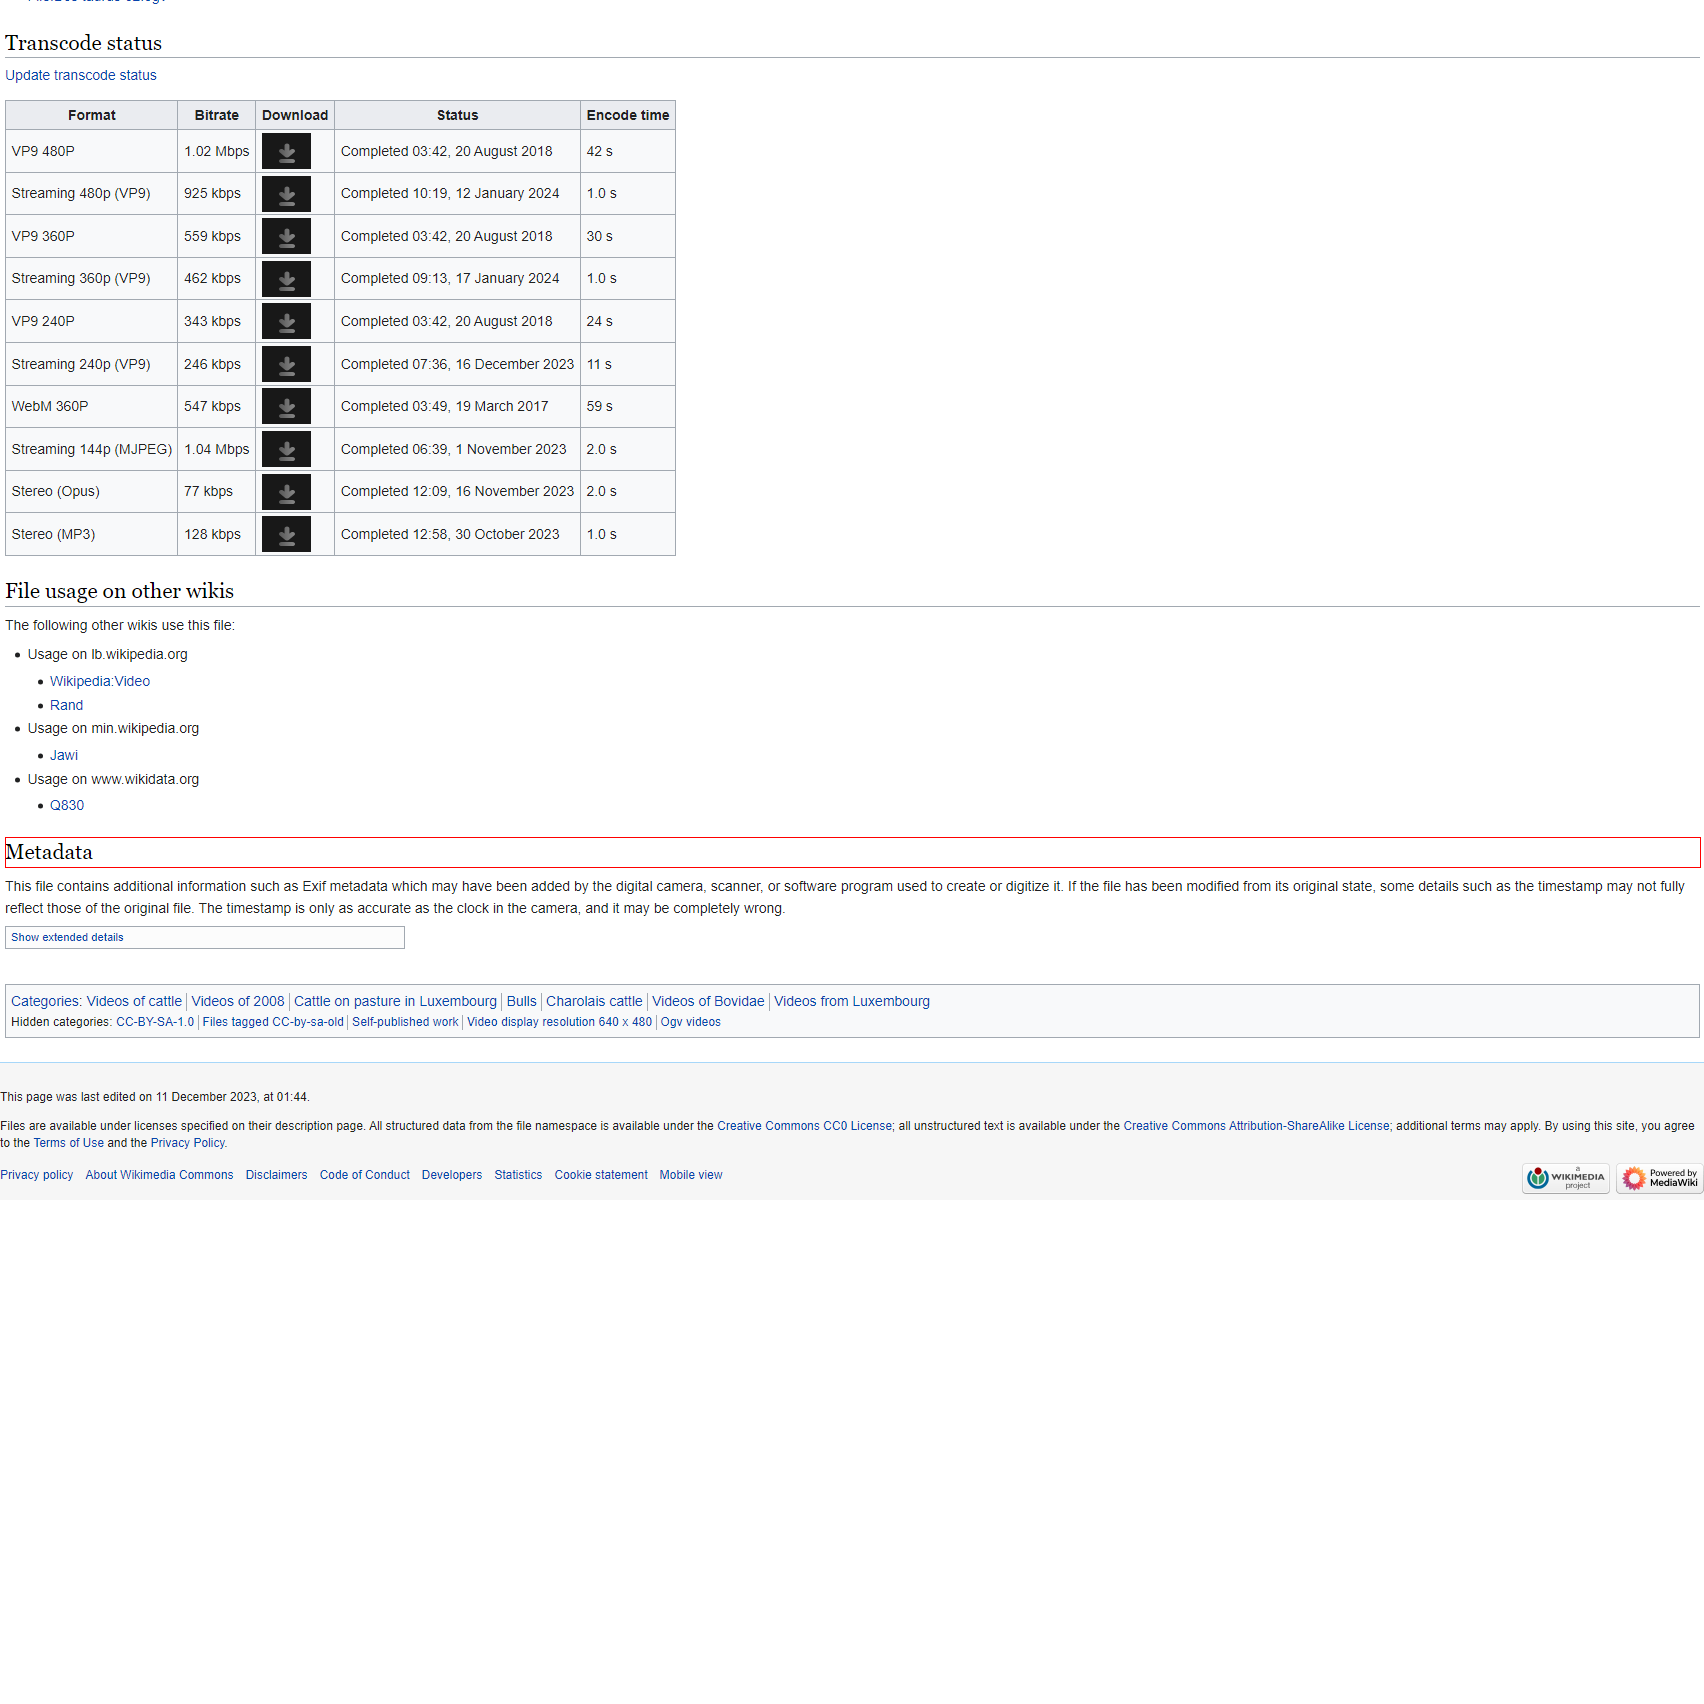 Transcode status
Update transcode status
Format Bitrate Download Status Encode time
VP9 480P 1.02 Mbps Completed 03:42, 20 August 2018 42 s
Streaming 480p (VP9) 925 kbps Completed 10:19, 12 January 2024 1.0 s
VP9 360P 559 kbps Completed 03:42, 20 August 2018 30 s
Streaming 360p (VP9) 462 kbps Completed 09:13, 17 January 2024 1.0 s
VP9 240P 343 kbps Completed 03:42, 20 August 2018 24 s
Streaming 240p (VP9) 246 kbps Completed 07:36, 16 December 2023 11 s
WebM 360P 547 kbps Completed 03:49, 19 March 2017 59 s
Streaming 144p (MJPEG) 1.04 Mbps Completed 06:39, 1 November 2023 2.0 s
Stereo (Opus) 77 kbps Completed 12:09, 16 November 2023 2.0 s
Stereo (MP3) 128 kbps Completed 12:58, 30 October 2023 1.0 s
File usage on other wikis
The following other wikis use this file:
Usage on lb.wikipedia.org
Wikipedia:Video
Rand
Usage on min.wikipedia.org
Jawi
Usage on www.wikidata.org
Q830
Metadata
This file contains additional information such as Exif metadata which may have been added by the digital camera, scanner, or software program used to create or digitize it. If the file has been modified from its original state, some details such as the timestamp may not fully
reflect those of the original file. The timestamp is only as accurate as the clock in the camera, and it may be completely wrong.
Show extended details
Categories: Videos of cattle Videos of 2008 Cattle on pasture in Luxembourg Bulls Charolais cattle Videos of Bovidae Videos from Luxembourg
Hidden categories: CC-BY-SA-1.0 Files tagged CC-by-sa-old Self-published work Video display resolution 640 x 480 Ogv videos
This page was last edited on 11 December 2023, at 01:44.
Files are available under licenses specified on their description page. All structured data from the file namespace is available under the Creative Commons CC0 License; all unstructured text is available under the Creative Commons Attribution-ShareAlike License; additional terms may apply. By using this site, you agree
to the Terms of Use and the Privacy Policy.
Privacy policy About Wikimedia Commons Disclaimers Code of Conduct Developers Statistics Cookie statement Mobile view
a
WIKIMEDIA
project
Powered by
MediaWiki